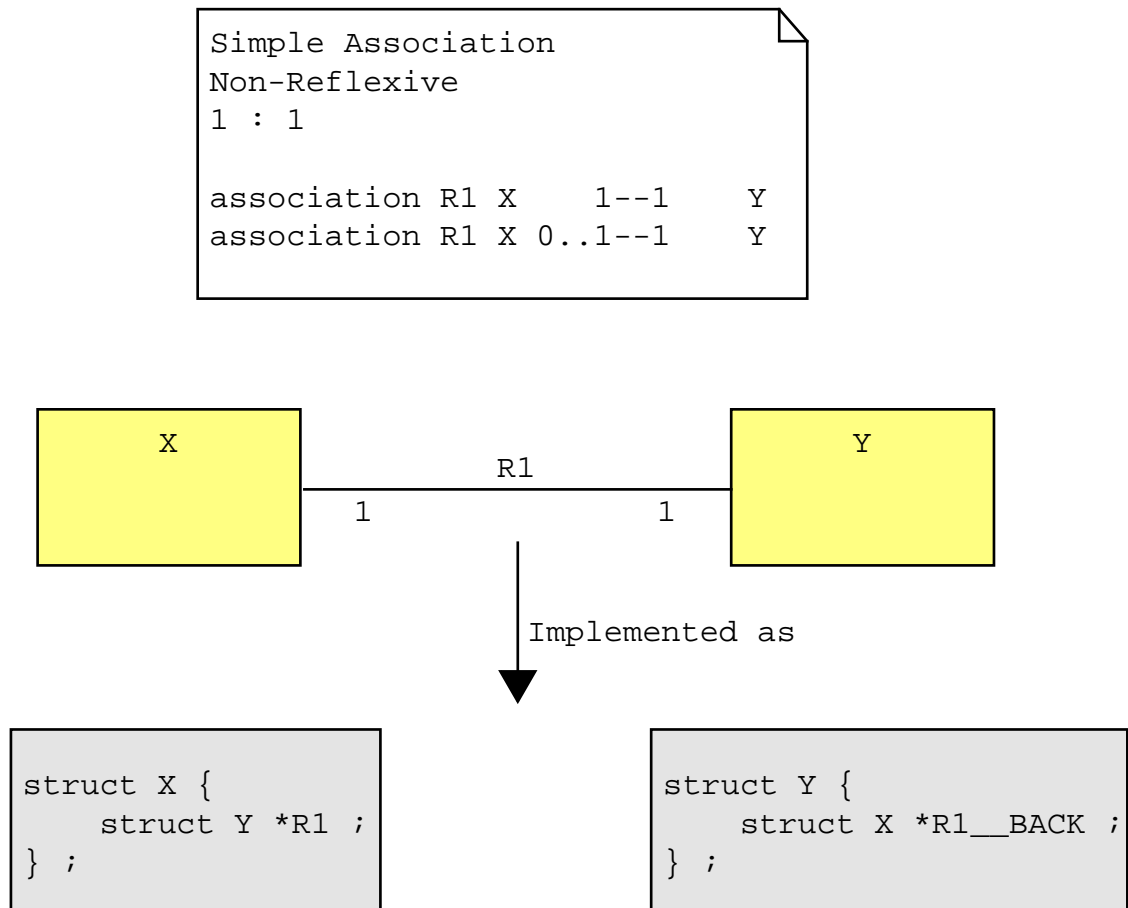 Simple Association
Non-Reflexive
1 : 1
association R1 X    1--1    Y
association R1 X 0..1--1    Y
X
R1
Y
1
1
Implemented as
struct X {
    struct Y *R1 ;
} ;
struct Y {
    struct X *R1__BACK ;
} ;